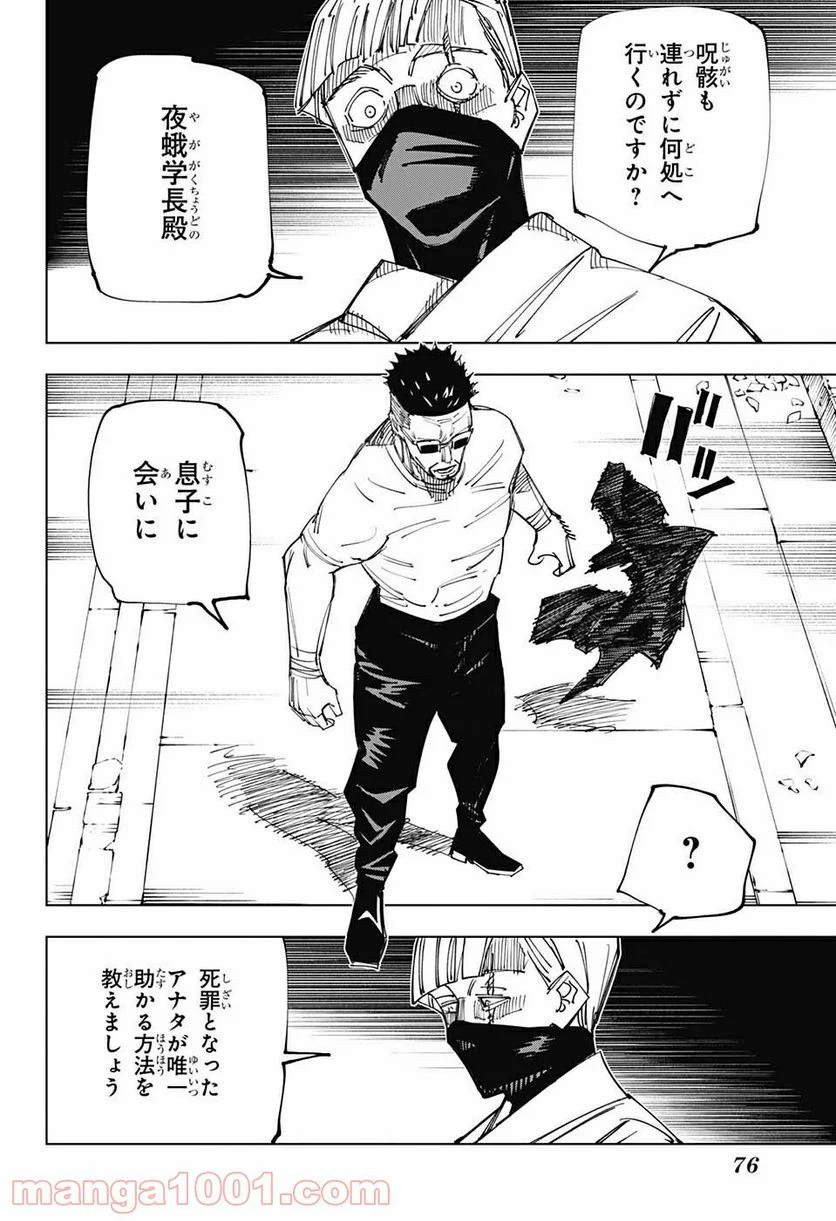 呪骸も
連れずに何処へ
行くのですか？
夜蛾学長殿
息子に
会いに
？
死罪となった
アナタが唯一
助かる方法を
教えましょう
76
manga1001.com